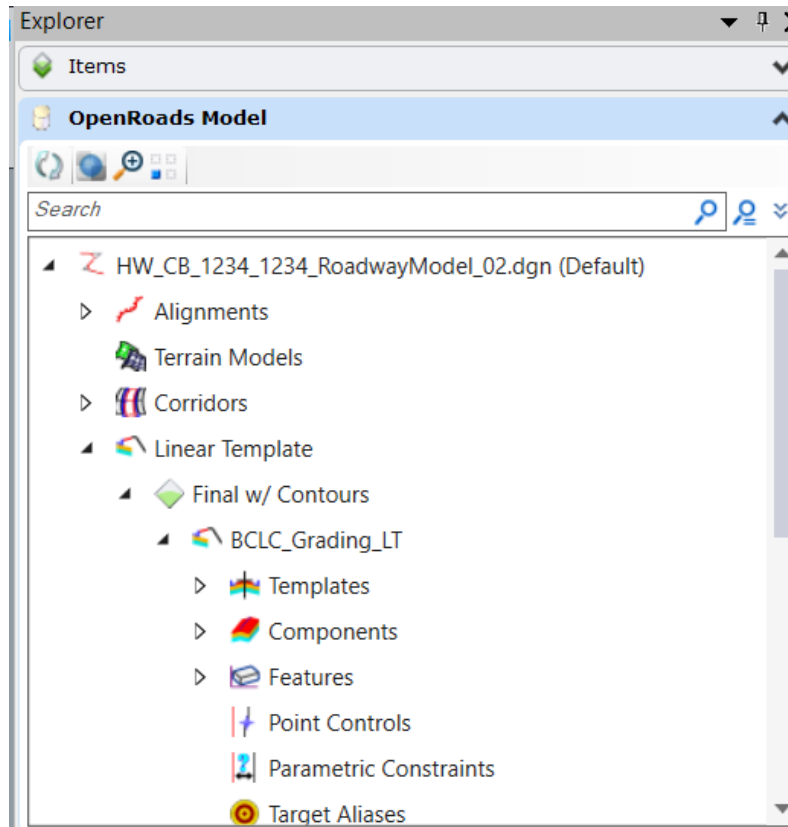 Explorer
Items
OpenRoads Model
Search
HW_CB_1234_1234_RoadwayModel_02.dgn (Default)
Alignments
Terrain Models
Corridors
Linear Template
Final w/ Contours
BCLC_Grading_LT
Templates
Components
Features
Point Controls
Parametric Constraints
Target Aliases